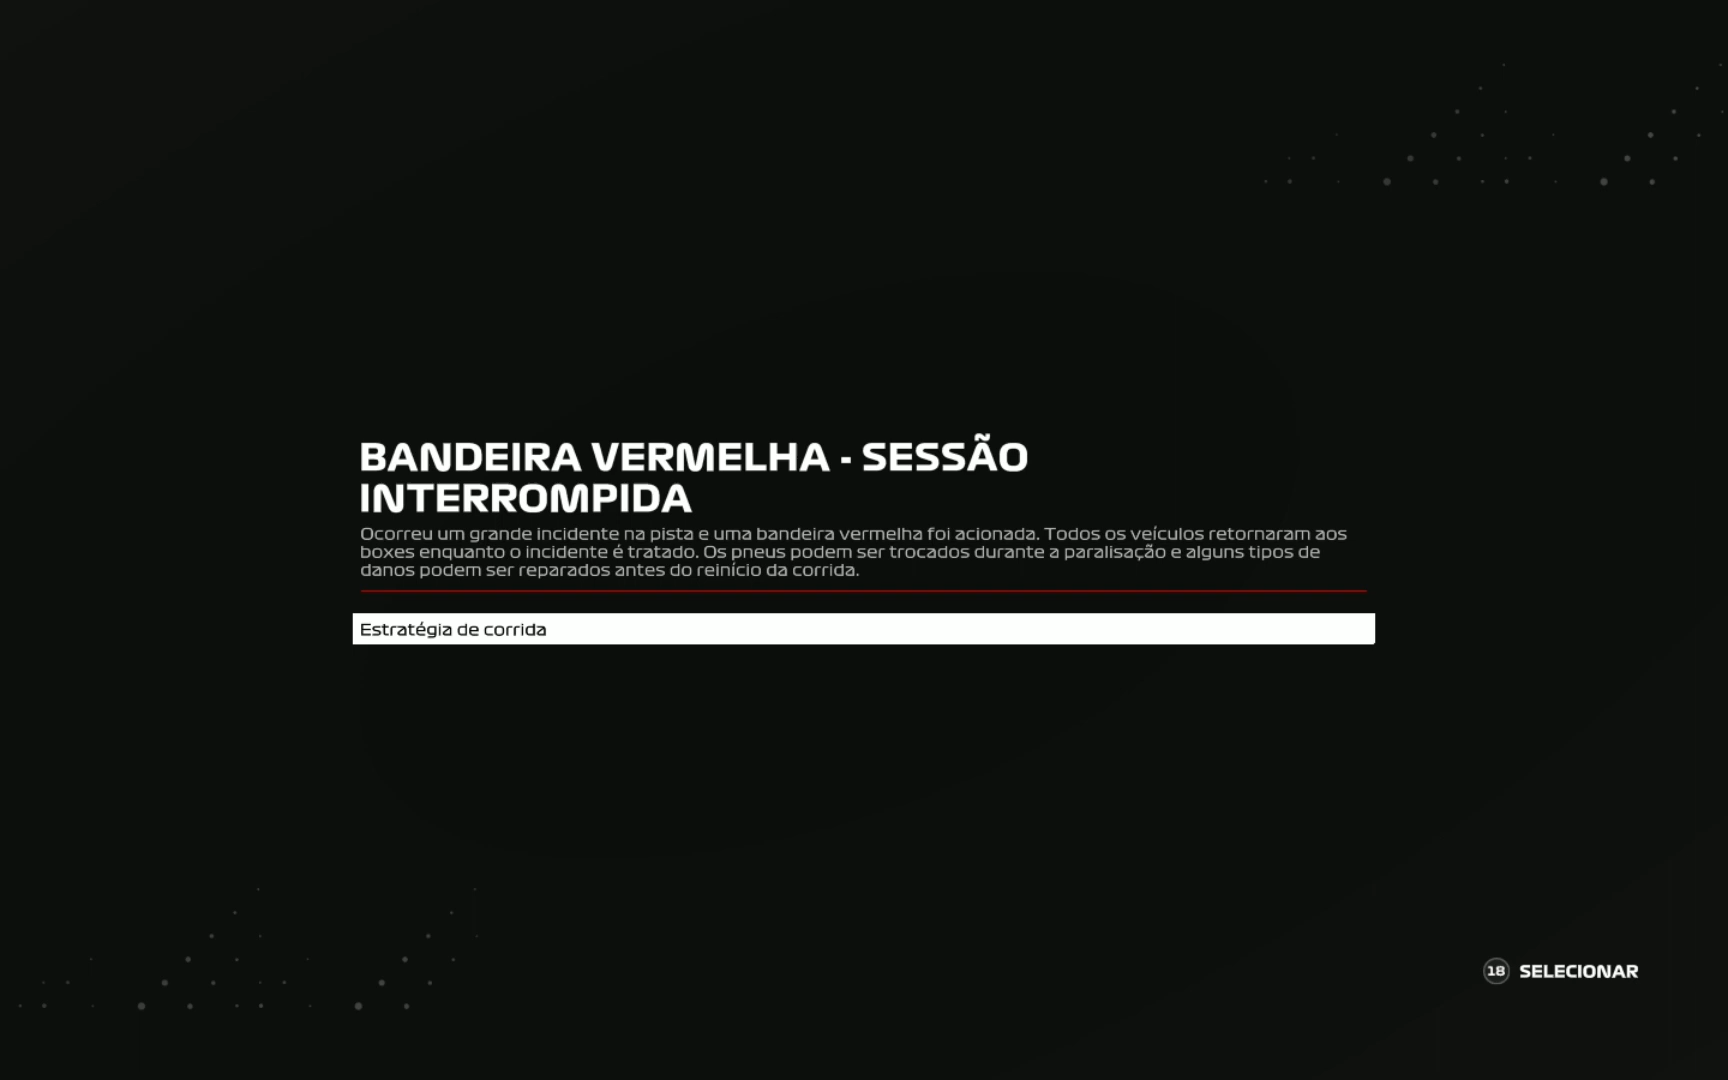 BANDEIRA VERMELHA - SESSÃO
INTERROMPIDA
Ocorreu um grande incidente na pista e uma bandeira vermelha foi acionada. Todos os veículos retornaram aos
boxes enquanto o incidente é tratado. Os pneus podem ser trocados durante a paralisação e alguns tipos de
danos podem ser reparados antes do reinício da corrida.
Estratégia de corrida
18 SELECIONAR